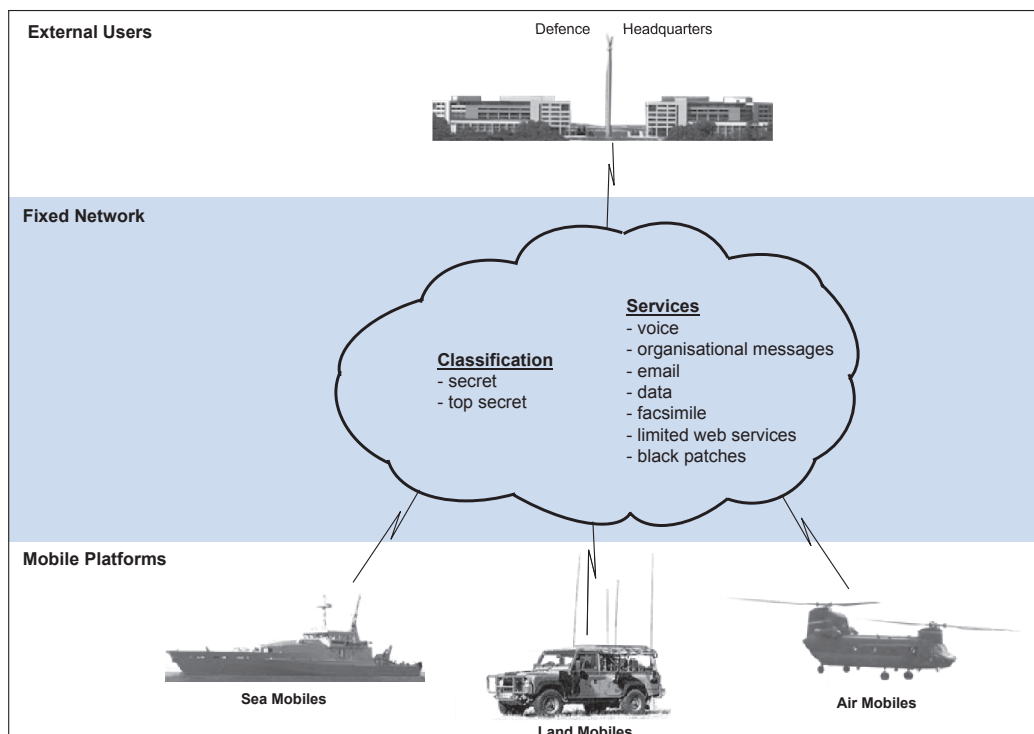 External Users
Defence Headquarters
Fixed Network
Classification
- secret
- top secret
Services
- voice
- organisational messages
- email
- data
- facsimile
- limited web services
- black patches
Mobile Platforms
Sea Mobiles
Land Mobiles
Air Mobiles